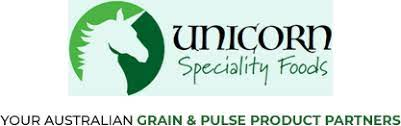 UNICORN
Speciality Foods
YOUR AUSTRALIAN GRAIN & PULSE PRODUCT PARTNERS